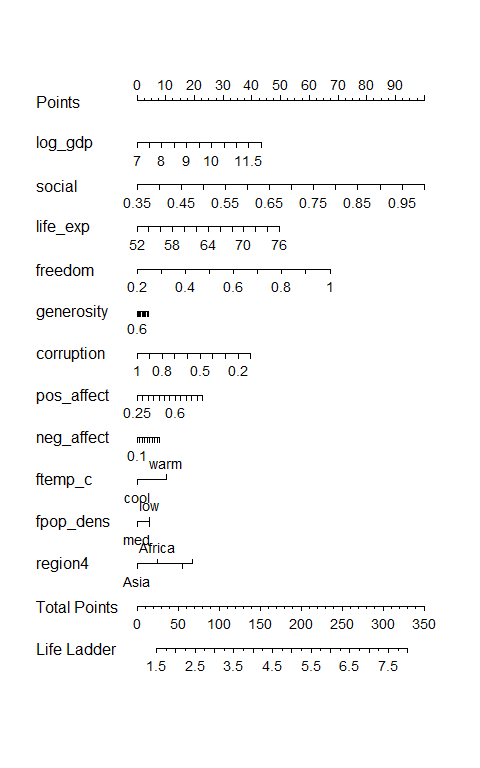 0 10 20 30 40 50 60 70 80 90
Points
log_gdp
7 8 9 10 11.5
social
0.35 0.45 0.55 0.65 0.75 0.85 0.95
life_exp
52 58 64 70 76
freedom
0.2 0.4 0.6 0.8 1
generosity
0.6
corruption
1 0.8 0.5 0.2
pos_affect
0.25 0.6
neg_affect
0.1
warm
ftemp_c
cool
low
fpop_dens
med
Africa
region4
Asia
Total Points
0 50 100 150 200 250 300 350
Life Ladder
1.5 2.5 3.5 4.5 5.5 6.5 7.5